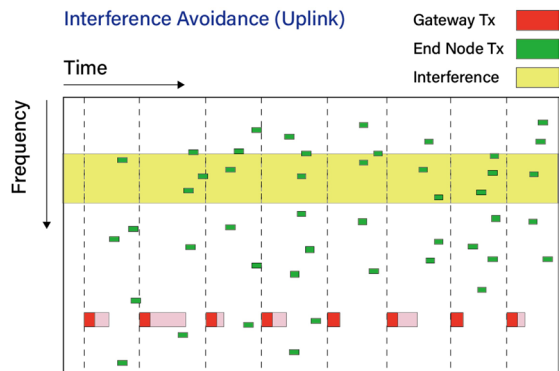 Interference Avoidance (Uplink)
Gateway Tx
End Node Tx
Interference
Time
Frequency